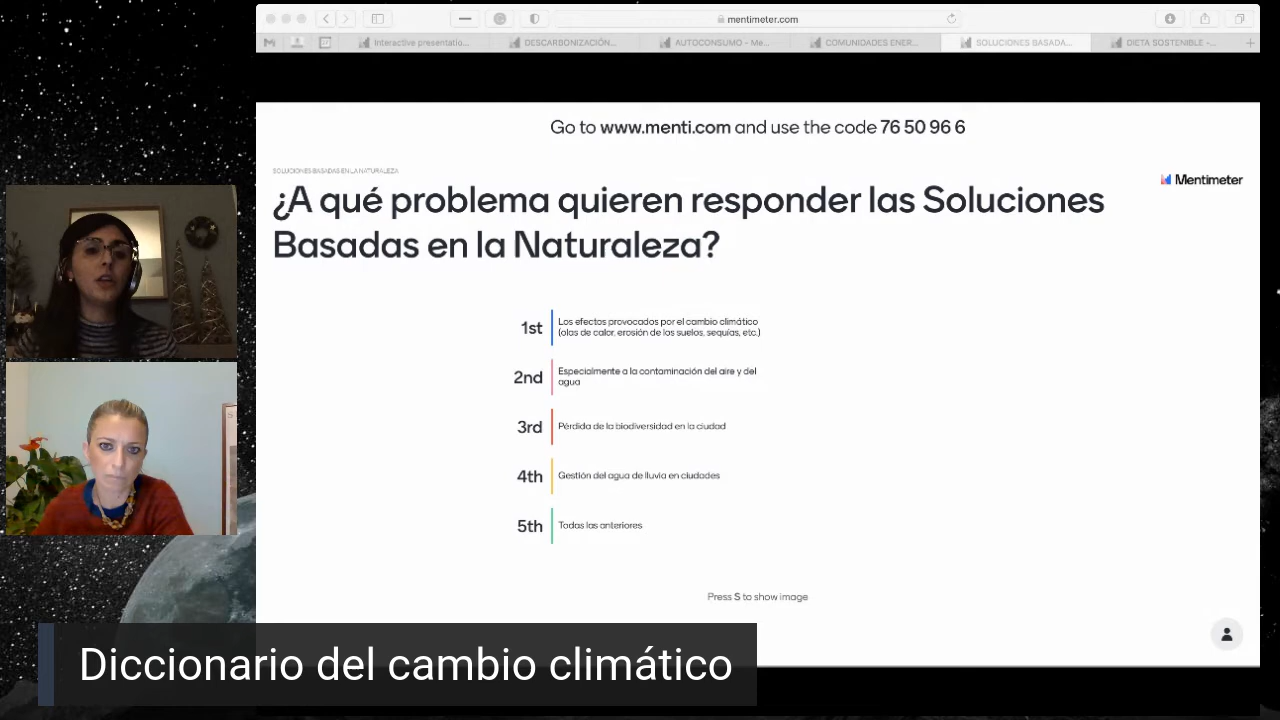 mentimeter.com
Interactive presentatio...
DESCARBONIZACIÓN...
AUTOCONSUMO - Me...
COMUNIDADES ENER...
SOLUCIONES BASADA...
DIETA SOSTENIBLE -...
Go to www.menti.com and use the code 76 50 96 6
SOLUCIONES BASADAS EN LA NATURALEZA
Mentimeter
¿A qué problema quieren responder las Soluciones
Basadas en la Naturaleza?
1st Los efectos provocados por el cambio climático
(olas de calor, erosión de los suelos, sequías, etc.)
2nd Especialmente a la contaminación del aire y del
agua
3rd Pérdida de la biodiversidad en la ciudad
4th Gestión del agua de lluvia en ciudades
5th Todas las anteriores
Press S to show image
Diccionario del cambio climático